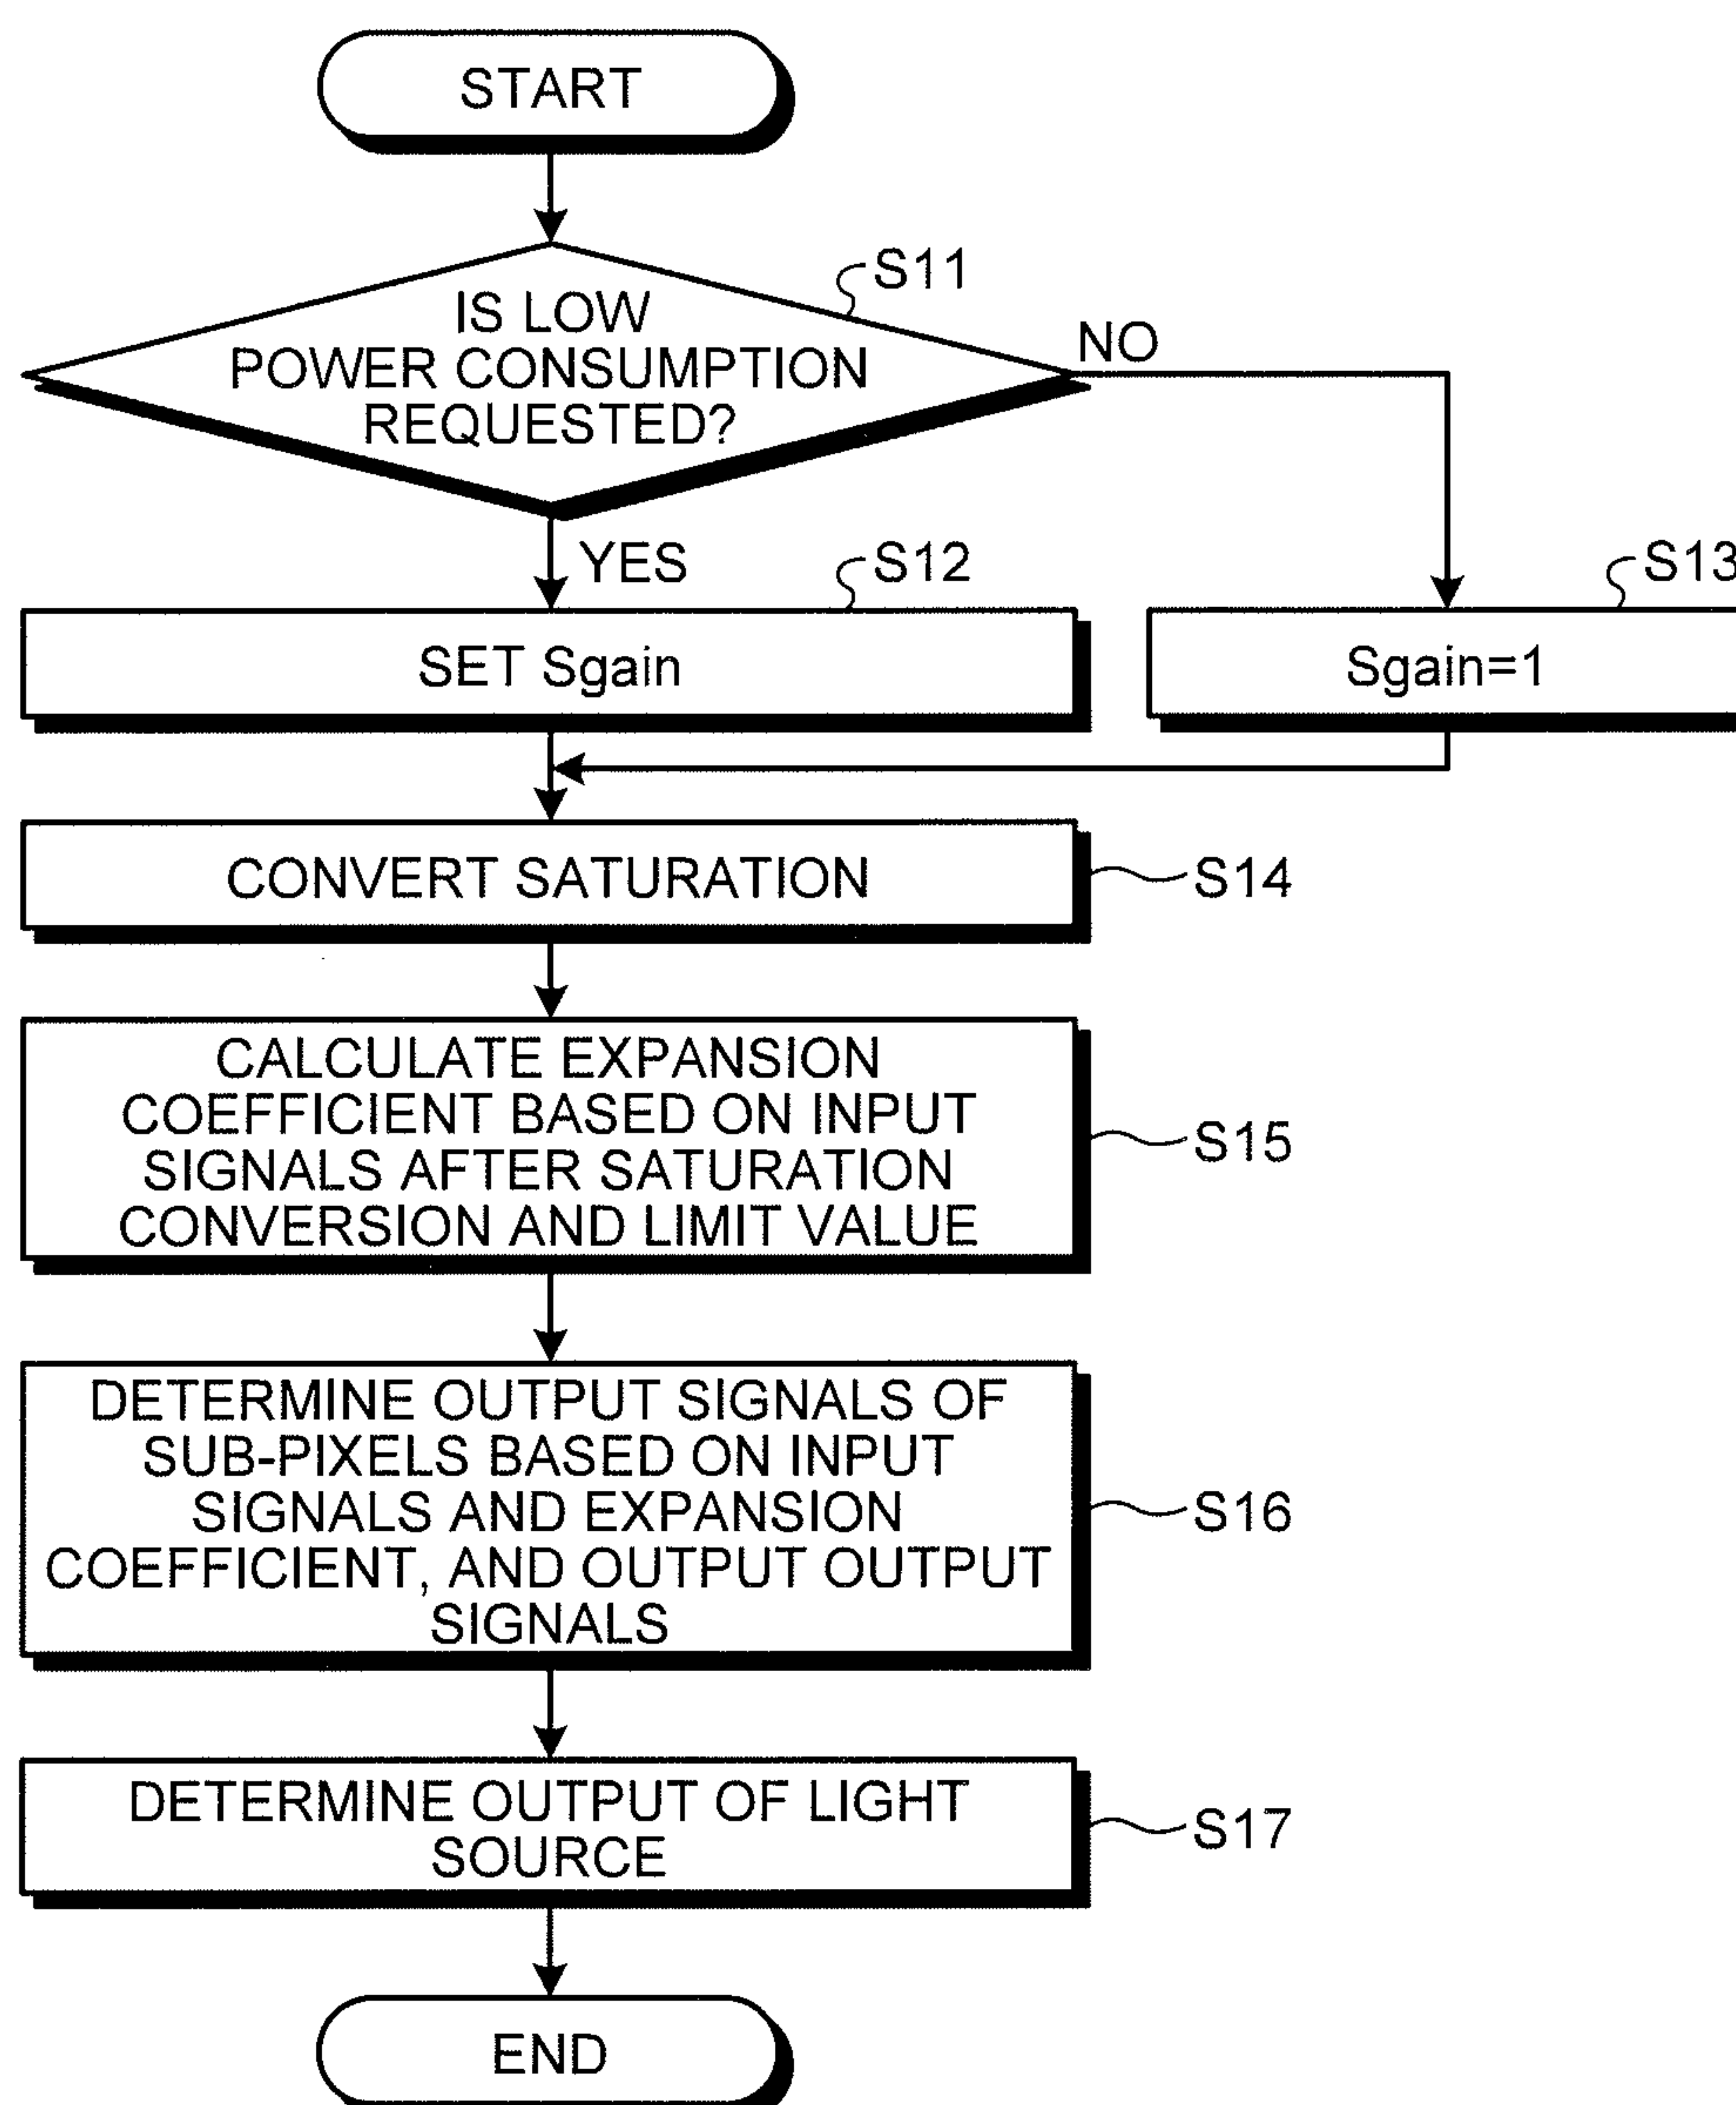 START
S11
IS LOW
POWER CONSUMPTION
REQUESTED?
NO
YES
S12
S13
SET Sgain
Sgain=1
CONVERT SATURATION
S14
CALCULATE EXPANSION
COEFFICIENT BASED ON INPUT
SIGNALS AFTER SATURATION
CONVERSION AND LIMIT VALUE
S15
DETERMINE OUTPUT SIGNALS OF
SUB-PIXELS BASED ON INPUT
SIGNALS AND EXPANSION
COEFFICIENT, AND OUTPUT OUTPUT
SIGNALS
S16
DETERMINE OUTPUT OF LIGHT
SOURCE
S17
END